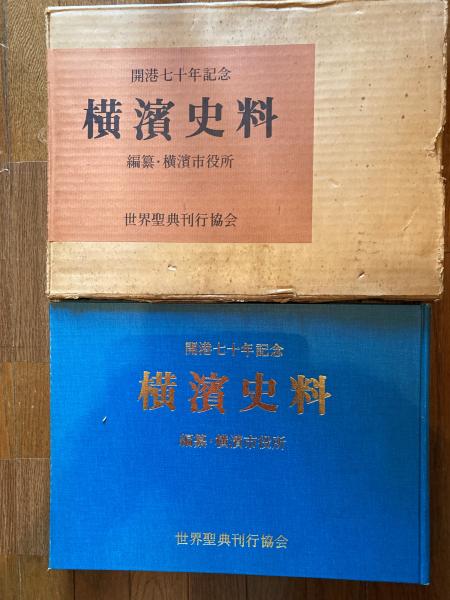 開港七十年記念
横濱史料
編纂・横濱市役所
世界聖典刊行協会
開港七十年記念
横濱史料
編纂・横濱市役所
世界聖典刊行協会